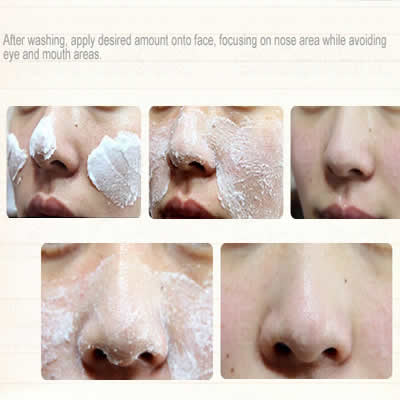 After washing, apply desired amount onto face, focusing on nose area while avoiding
eye and mouth areas.